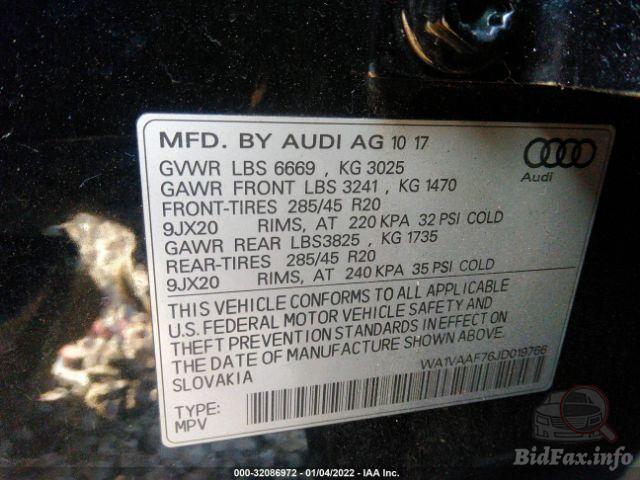 MFD. BY AUDI AG 10 17
Audi
GVWR LBS 6669 , KG 3025
GAWR FRONT LBS 3241 , KG 1470
FRONT-TIRES 285/45 R20
9JX20 RIMS, AT 220 KPA 32 PSI COLD
GAWR REAR LBS3825 , KG 1735
REAR-TIRES 285/45 R20
9JX20 RIMS, AT 240 KPA 35 PSI COLD
THIS VEHICLE CONFORMS TO ALL APPLICABLE
U.S. FEDERAL MOTOR VEHICLE SAFETY AND
THEFT PREVENTION STANDARDS IN EFFECT ON
THE DATE OF MANUFACTURE SHOWN ABOVE.
SLOVAKIA
WA1VAAF76JD019766
TYPE:
MPV
BidFax.info
000-32086972 - 01/04/2022 - IAA Inc.